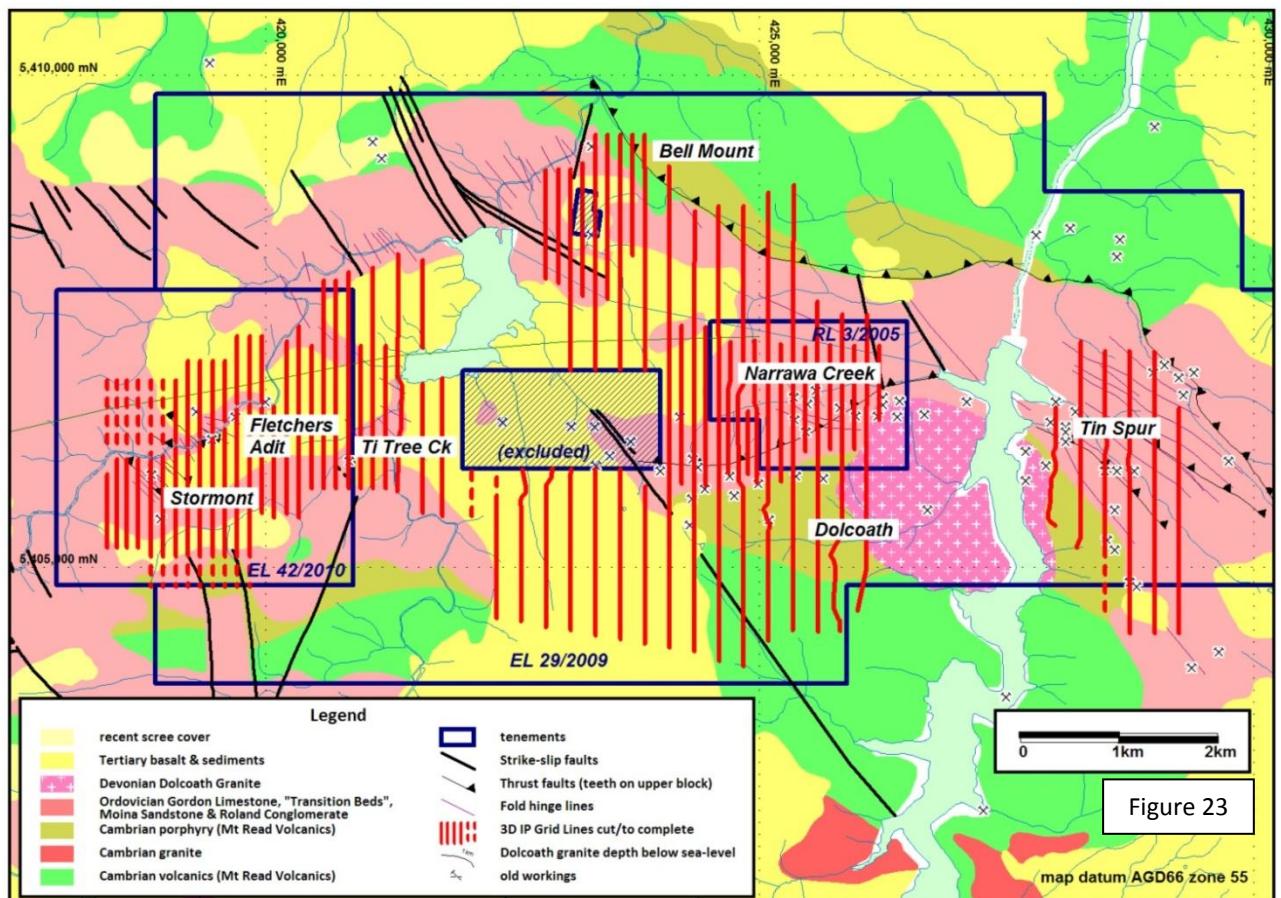 420,000 mE
425,000 mE
430,000 mE
5,410,000 mN
Bell Mount
RL 3/2005
Narrawa Creek
Fletchers
Adit
Ti Tree Ck
(excluded)
Tin Spur
Stormont
Dolcoath
5,405,000 mN
EL 42/2010
EL 29/2009
Legend
recent scree cover
Tertiary basalt & sediments
Devonian Dolcoath Granite
Ordovician Gordon Limestone, "Transition Beds",
Moina Sandstone & Roland Conglomerate
Cambrian porphyry (Mt Read Volcanics)
Cambrian granite
Cambrian volcanics (Mt Read Volcanics)
tenements
Strike-slip faults
Thrust faults (teeth on upper block)
Fold hinge lines
3D IP Grid Lines cut/to complete
1km
Dolcoath granite depth below sea-level
old workings
0 1km 2km
Figure 23
map datum AGD66 zone 55